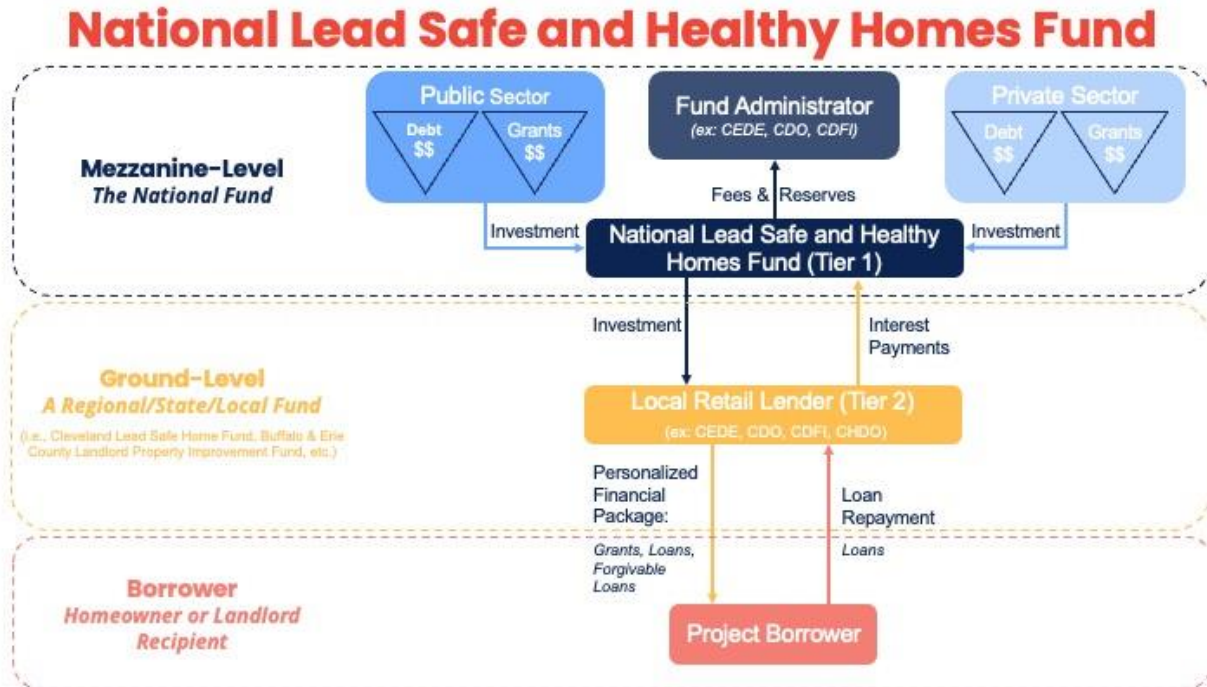 National Lead Safe and Healthy Homes Fund
Mezzanine-Level
The National Fund
Public Sector
Debt
$$
Grants
$$
Fund Administrator
(ex: CEDE, CDO, CDFI)
Private Sector
Debt
$$
Grants
$$
Fees & Reserves
Investment
National Lead Safe and Healthy
Homes Fund (Tier 1)
Investment
Investment
Interest
Payments
Ground-Level
A Regional/State/Local Fund
(i.e., Cleveland Lead Safe Home Fund, Buffalo & Erie
County Landlord Property Improvement Fund, etc.)
Local Retail Lender (Tier 2)
(ex: CEDE, CDO, CDFI, CHDO)
Personalized
Financial
Package:
Grants, Loans,
Forgivable
Loans
Loan
Repayment
Loans
Borrower
Homeowner or Landlord
Recipient
Project Borrower